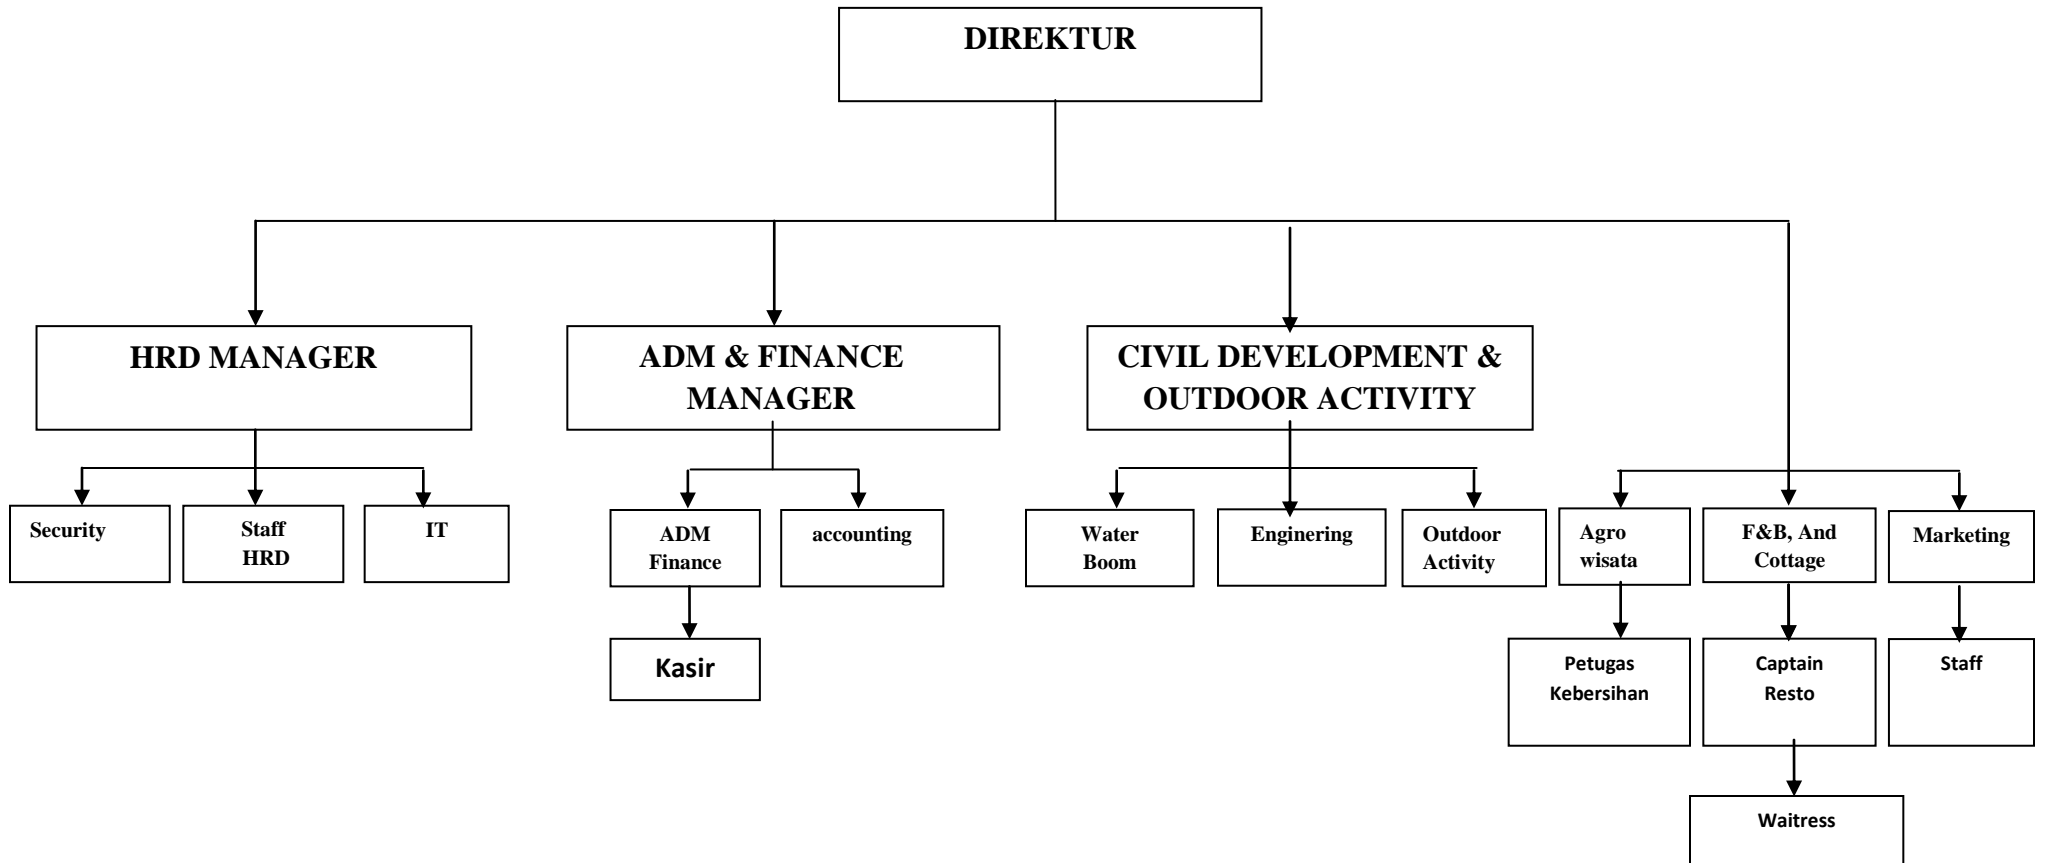 DIREKTUR
HRD MANAGER
ADM & FINANCE
MANAGER
CIVIL DEVELOPMENT &
OUTDOOR ACTIVITY
Security
Staff
HRD
IT
ADM
Finance
accounting
Water
Boom
Enginering
Outdoor
Activity
Agro
wisata
F&B, And
Cottage
Marketing
Kasir
Petugas
Kebersihan
Captain
Resto
Staff
Waitress